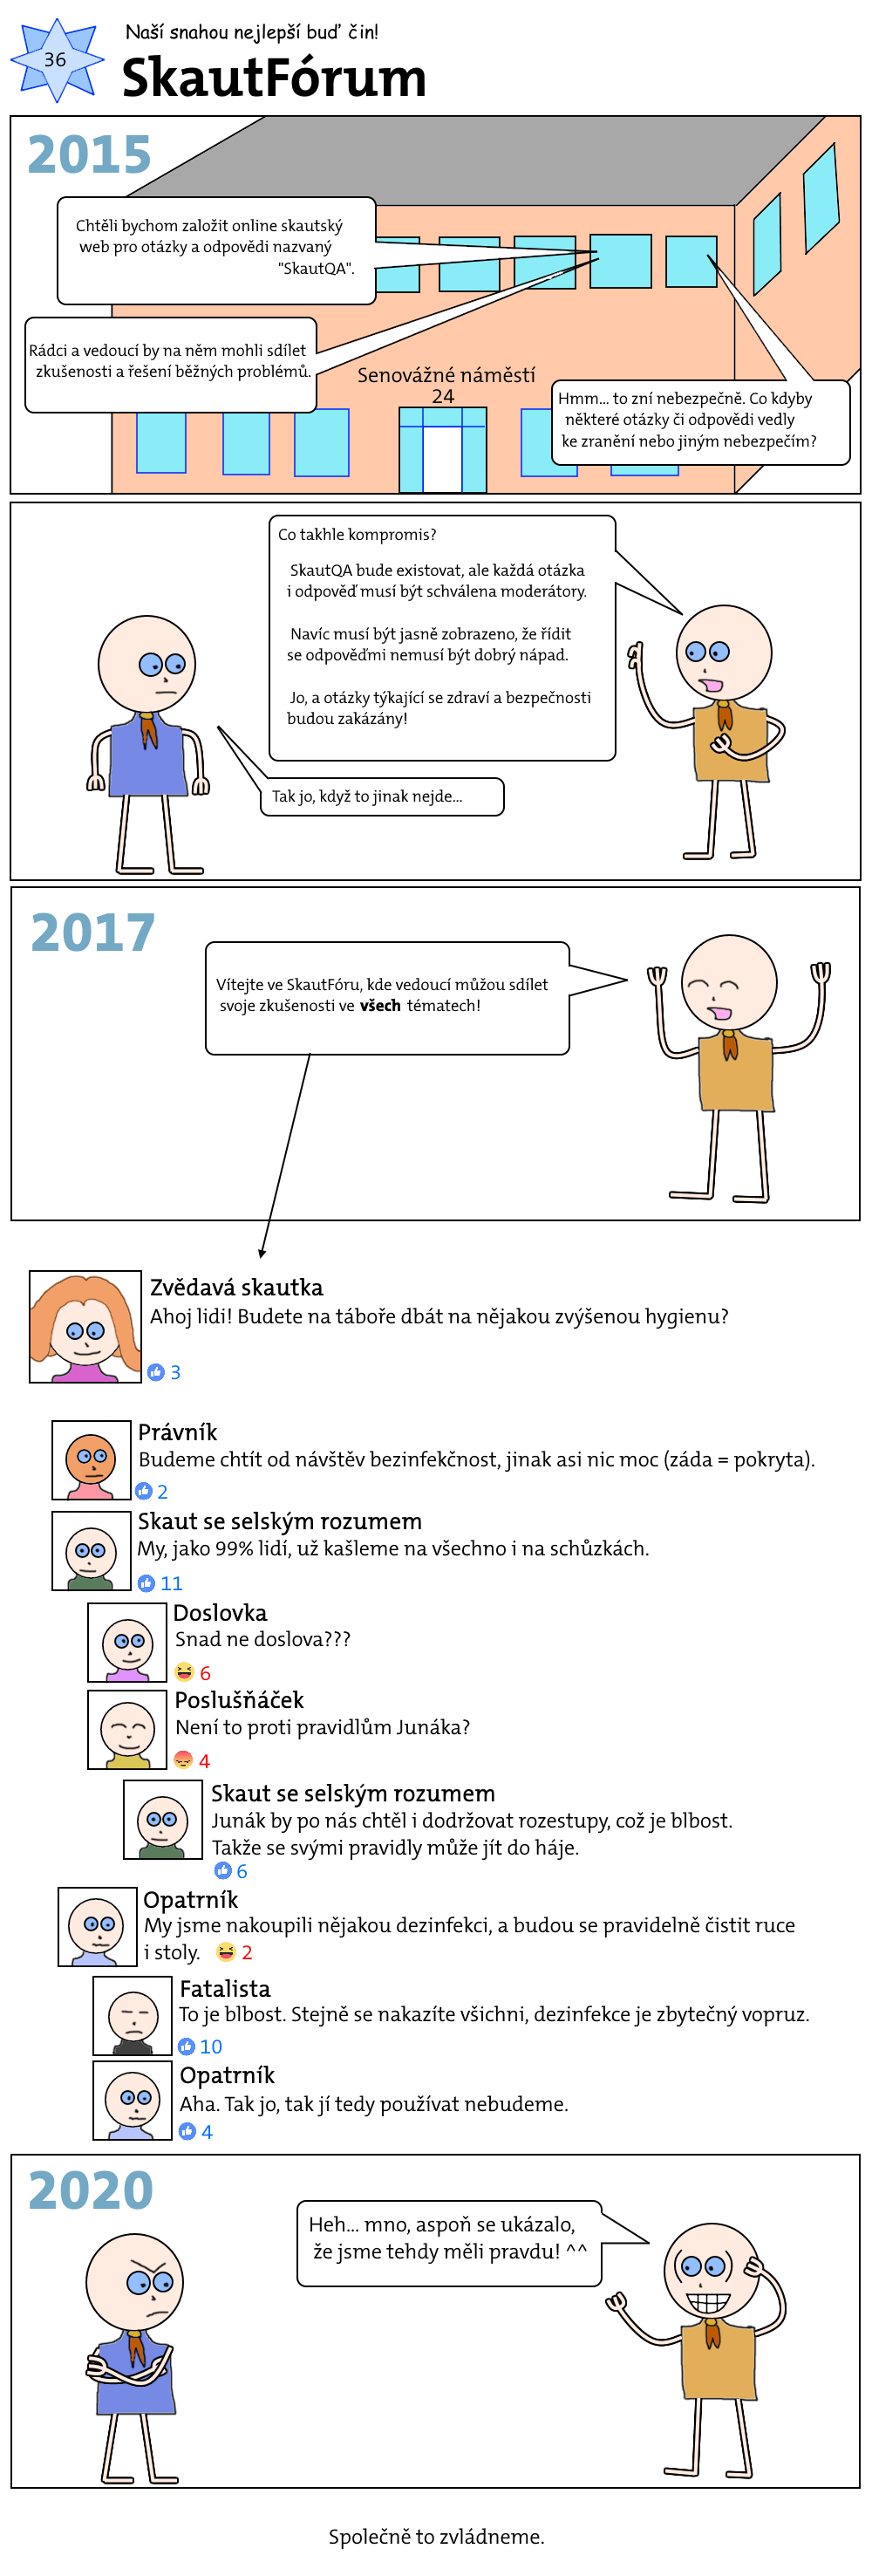 36
Naší snahou nejlepší buď čin!
SkautFórum
2015
Chtěli bychom založit online skautský
web pro otázky a odpovědi nazvaný
"SkautQA".
Rádci a vedoucí by na něm mohli sdílet
zkušenosti a řešení běžných problémů.
Senovážné náměstí
24
Hmm... to zní nebezpečně. Co kdyby
některé otázky či odpovědi vedly
ke zranění nebo jiným nebezpečím?
Co takhle kompromis?
SkautQA bude existovat, ale každá otázka
i odpověď musí být schválena moderátory.
Navíc musí být jasně zobrazeno, že řídit
se odpověďmi nemusí být dobrý nápad.
Jo, a otázky týkající se zdraví a bezpečnosti
budou zakázány!
Tak jo, když to jinak nejde...
2017
Vítejte ve SkautFóru, kde vedoucí můžou sdílet
svoje zkušenosti ve všech tématech!
Zvědavá skautka
Ahoj lidi! Budete na táboře dbát na nějakou zvýšenou hygienu?
3
Právník
Budeme chtít od návštěv bezinfekčnost, jinak asi nic moc (záda = pokryta).
2
Skaut se selským rozumem
My, jako 99% lidí, už kašleme na všechno i na schůzkách.
11
Doslovka
Snad ne doslova???
6
Poslušňáček
Není to proti pravidlům Junáka?
4
Skaut se selským rozumem
Junák by po nás chtěl i dodržovat rozestupy, což je blbost.
Takže se svými pravidly může jít do háje.
6
Opatrník
My jsme nakoupili nějakou dezinfekci, a budou se pravidelně čistit ruce
i stoly. 2
Fatalista
To je blbost. Stejně se nakazíte všichni, dezinfekce je zbytečný vopruz.
10
Opatrník
Aha. Tak jo, tak jí tedy používat nebudeme.
4
2020
Heh... mno, aspoň se ukázalo,
že jsme tehdy měli pravdu! ^^
Společně to zvládneme.